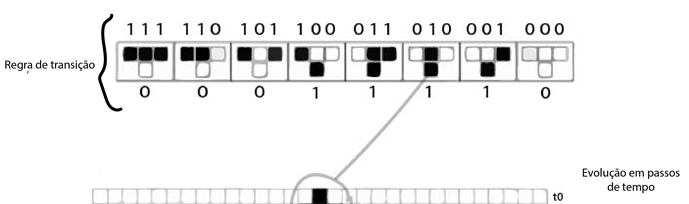 111 110 101 100 011 010 001 000
Regra de transição
0 0 0 1 1 1 1 0
Evolução em passos
de tempo
t0